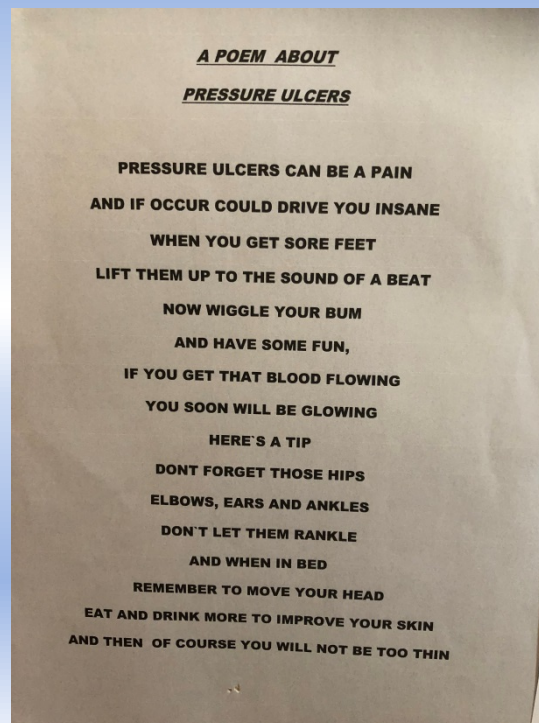 A POEM ABOUT
PRESSURE ULCERS
PRESSURE ULCERS CAN BE A PAIN
AND IF OCCUR COULD DRIVE YOU INSANE
WHEN YOU GET SORE FEET
LIFT THEM UP TO THE SOUND OF A BEAT
NOW WIGGLE YOUR BUM
AND HAVE SOME FUN,
IF YOU GET THAT BLOOD FLOWING
YOU SOON WILL BE GLOWING
HERE`S A TIP
DONT FORGET THOSE HIPS
ELBOWS, EARS AND ANKLES
DON`T LET THEM RANKLE
AND WHEN IN BED
REMEMBER TO MOVE YOUR HEAD
EAT AND DRINK MORE TO IMPROVE YOUR SKIN
AND THEN OF COURSE YOU WILL NOT BE TOO THIN